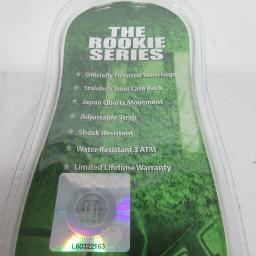 THE
ROOKIE
SERIES
Officially Licensed Team Logo
Stainless Steel Case Back
Japan Quartz Movement
Adjustable Strap
Shock Resistant
Water Resistant 3 ATM
Limited Lifetime Warranty
L60322163